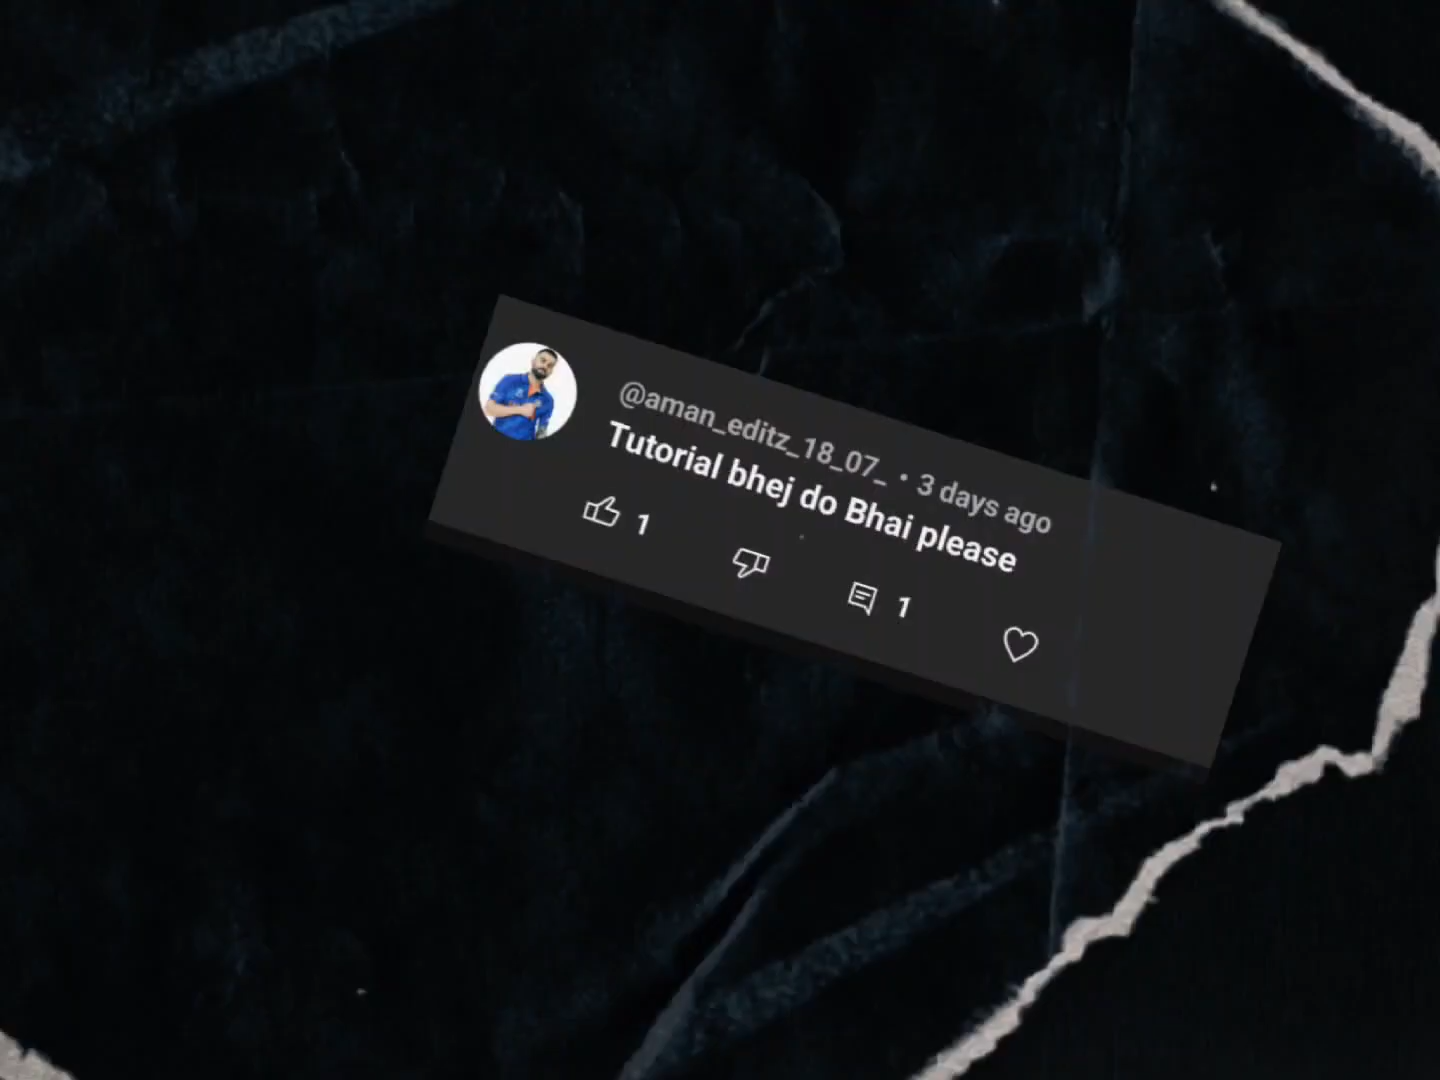 @aman_editz_18_07_ • 3 days ago
Tutorial bhej do Bhai please
1 1